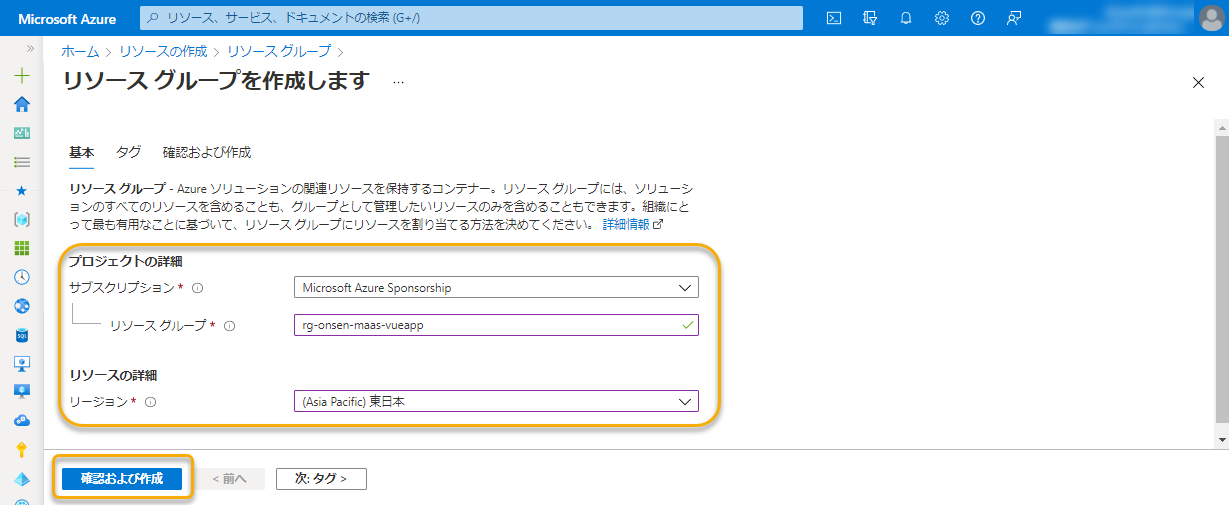 Microsoft Azure
リソース、サービス、ドキュメントの検索 (G+/)
ホーム > リソースの作成 > リソース グループ >
リソース グループを作成します ...
基本 タグ 確認および作成
リソース グループ - Azure ソリューションの関連リソースを保持するコンテナー。リソース グループには、ソリューシ
ョンのすべてのリソースを含めることも、グループとして管理したいリソースのみを含めることもできます。組織にと
って最も有用なことに基づいて、リソース グループにリソースを割り当てる方法を決めてください。 詳細情報
プロジェクトの詳細
サブスクリプション * Microsoft Azure Sponsorship
リソース グループ * rg-onsen-maas-vueapp
リソースの詳細
リージョン * (Asia Pacific) 東日本
確認および作成 < 前へ 次: タグ >